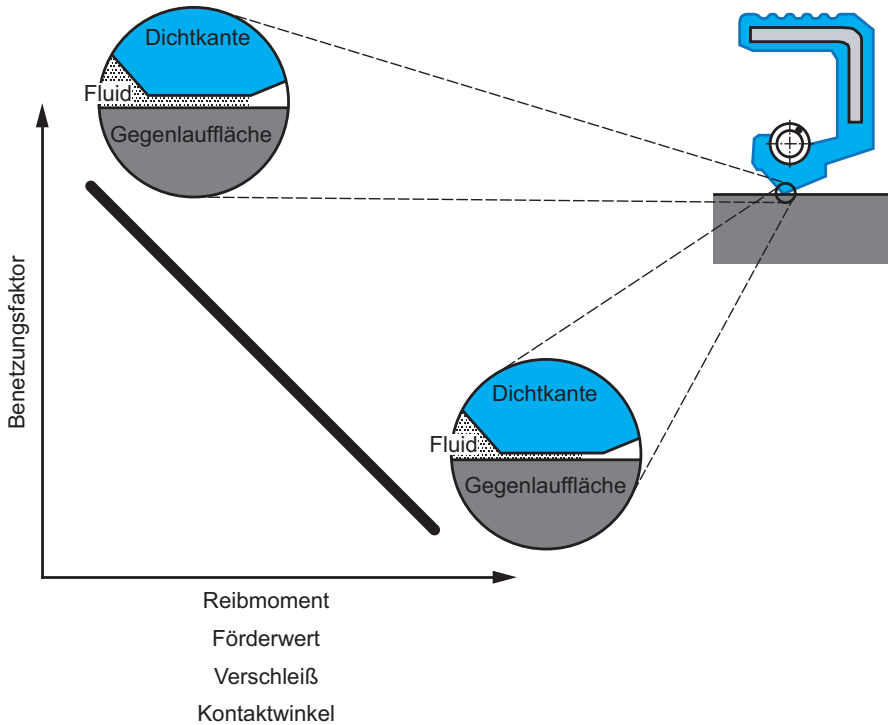 Dichtkante
Fluid
Gegenlauffläche
Benetzungsfaktor
Dichtkante
Fluid
Gegenlauffläche
Reibmoment
Förderwert
Verschleiß
Kontaktwinkel